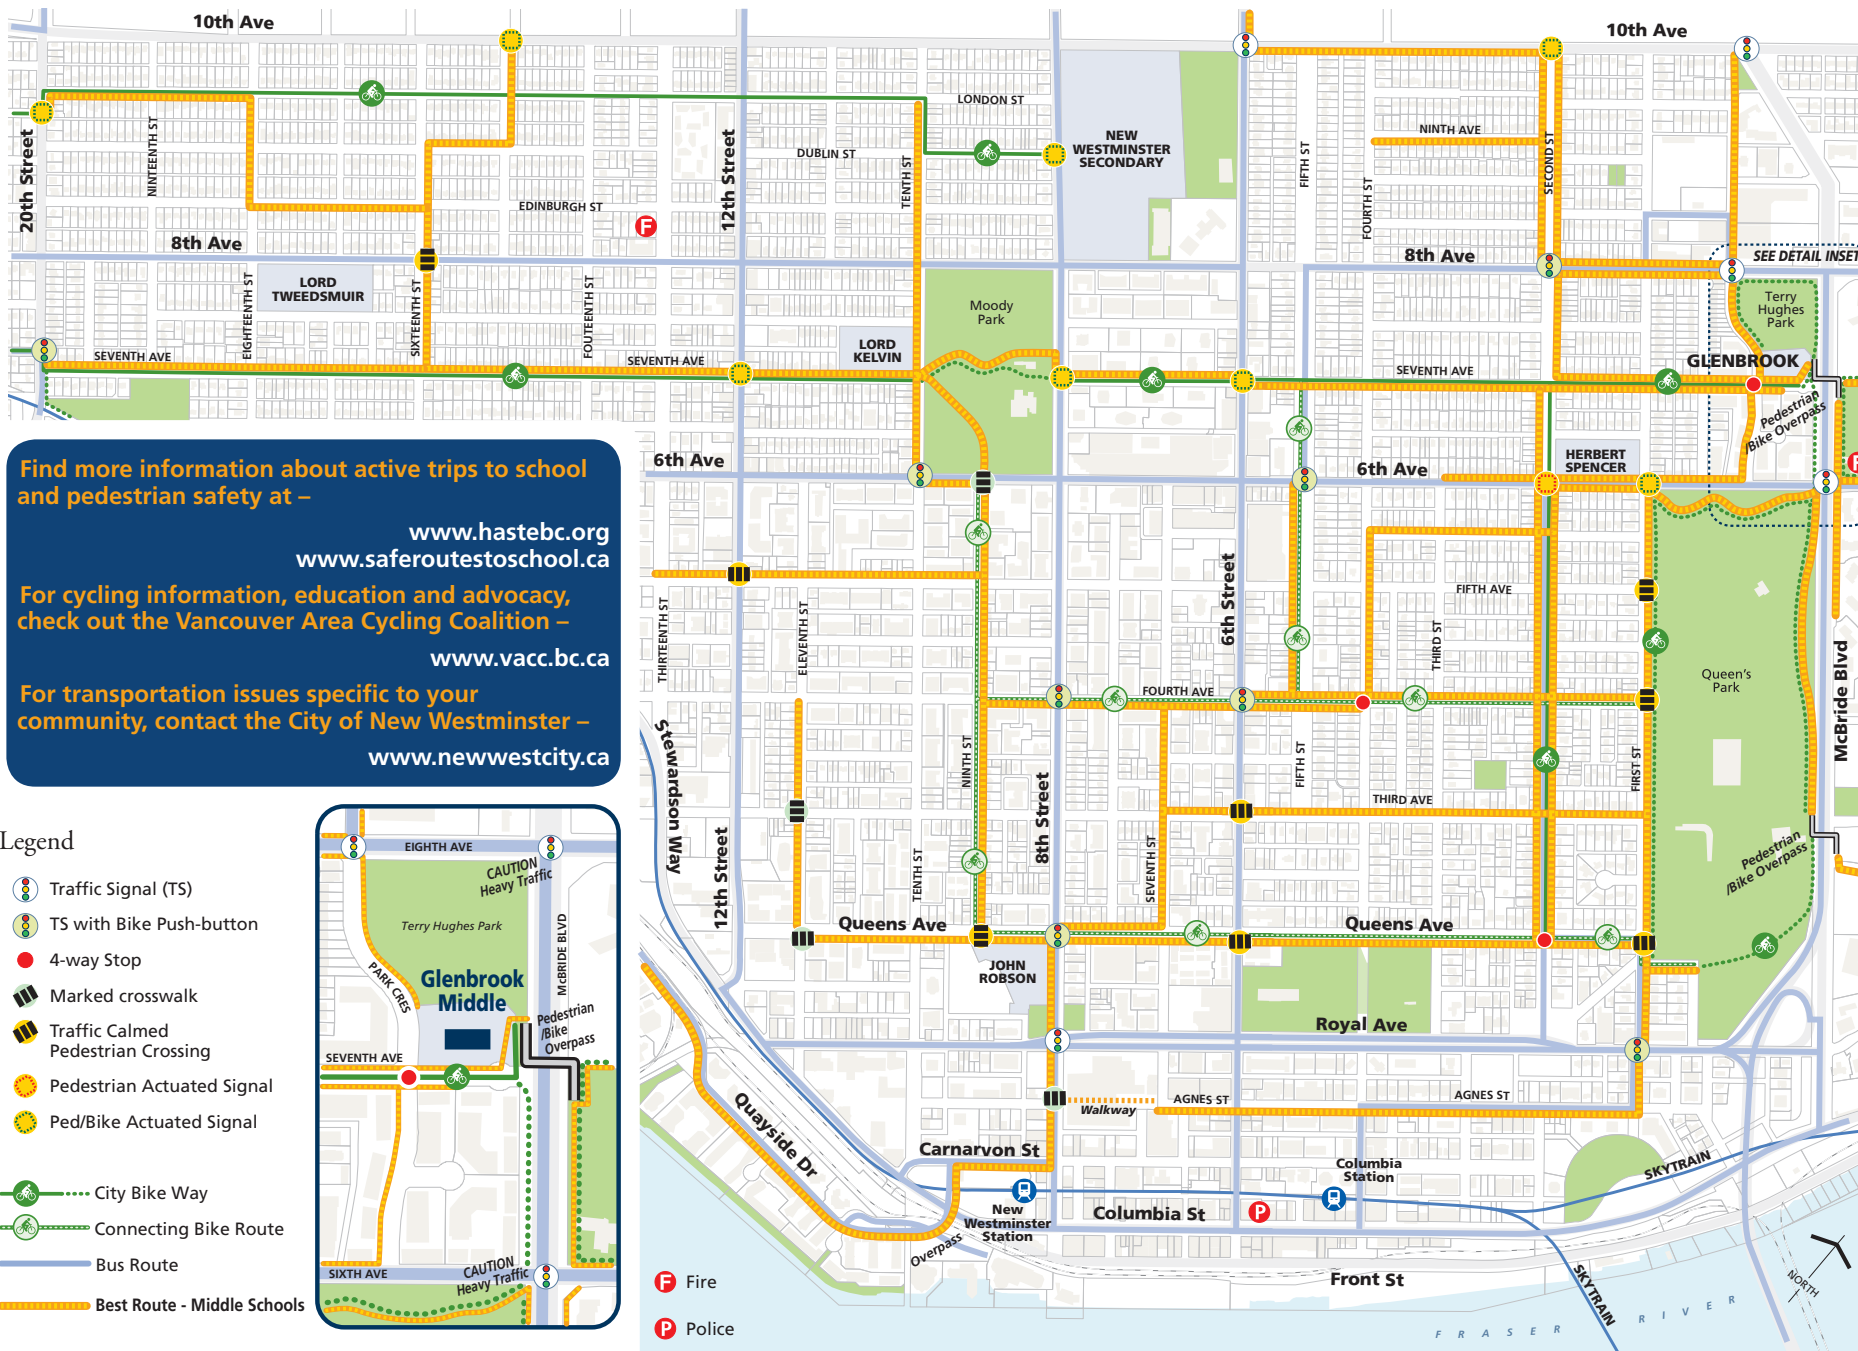 10th Ave
10th Ave
20th Street
NINTEENTH ST
LONDON ST
DUBLIN ST
TENTH ST
12th Street
EDINBURGH ST
F
8th Ave
NEW
WESTMINSTER
SECONDARY
FIFTH ST
NINTH AVE
FOURTH ST
SECOND ST
8th Ave
SEE DETAIL INSET
LORD
TWEEDSMUIR
EIGHTEENTH ST
SIXTEENTH ST
FOUTEENTH ST
SEVENTH AVE
SEVENTH AVE
LORD
KELVIN
Moody
Park
SEVENTH AVE
Terry
Hughes
Park
GLENBROOK
Pedestrian
/Bike Overpass
6th Ave
6th Ave
HERBERT
SPENCER
F
Find more information about active trips to school
and pedestrian safety at –
www.hastebc.org
www.saferoutestoschool.ca
For cycling information, education and advocacy,
check out the Vancouver Area Cycling Coalition –
www.vacc.bc.ca
For transportation issues specific to your
community, contact the City of New Westminster –
www.newwestcity.ca
THIRTEENTH ST
ELEVENTH ST
6th Street
FIFTH AVE
THIRD ST
FOURTH AVE
Queen's
Park
McBride Blvd
Stewardson Way
12th Street
NINTH ST
8th Street
TENTH ST
SEVENTH ST
FIFTH ST
THIRD AVE
FIRST ST
Pedestrian
/Bike Overpass
Queens Ave
Queens Ave
JOHN
ROBSON
Royal Ave
Walkway
AGNES ST
AGNES ST
Quayside Dr
Carnarvon St
Columbia
Station
SKYTRAIN
New
Westminster
Station
Columbia St
P
Overpass
Front St
SKYTRAIN
NORTH
FRASER RIVER
F Fire
P Police
Legend
Traffic Signal (TS)
TS with Bike Push-button
4-way Stop
Marked crosswalk
Traffic Calmed
Pedestrian Crossing
Pedestrian Actuated Signal
Ped/Bike Actuated Signal
City Bike Way
Connecting Bike Route
Bus Route
Best Route - Middle Schools
EIGHTH AVE
CAUTION
Heavy Traffic
Terry Hughes Park
McBRIDE BLVD
PARK CRES
Glenbrook
Middle
Pedestrian
/Bike
Overpass
SEVENTH AVE
SIXTH AVE
CAUTION
Heavy Traffic